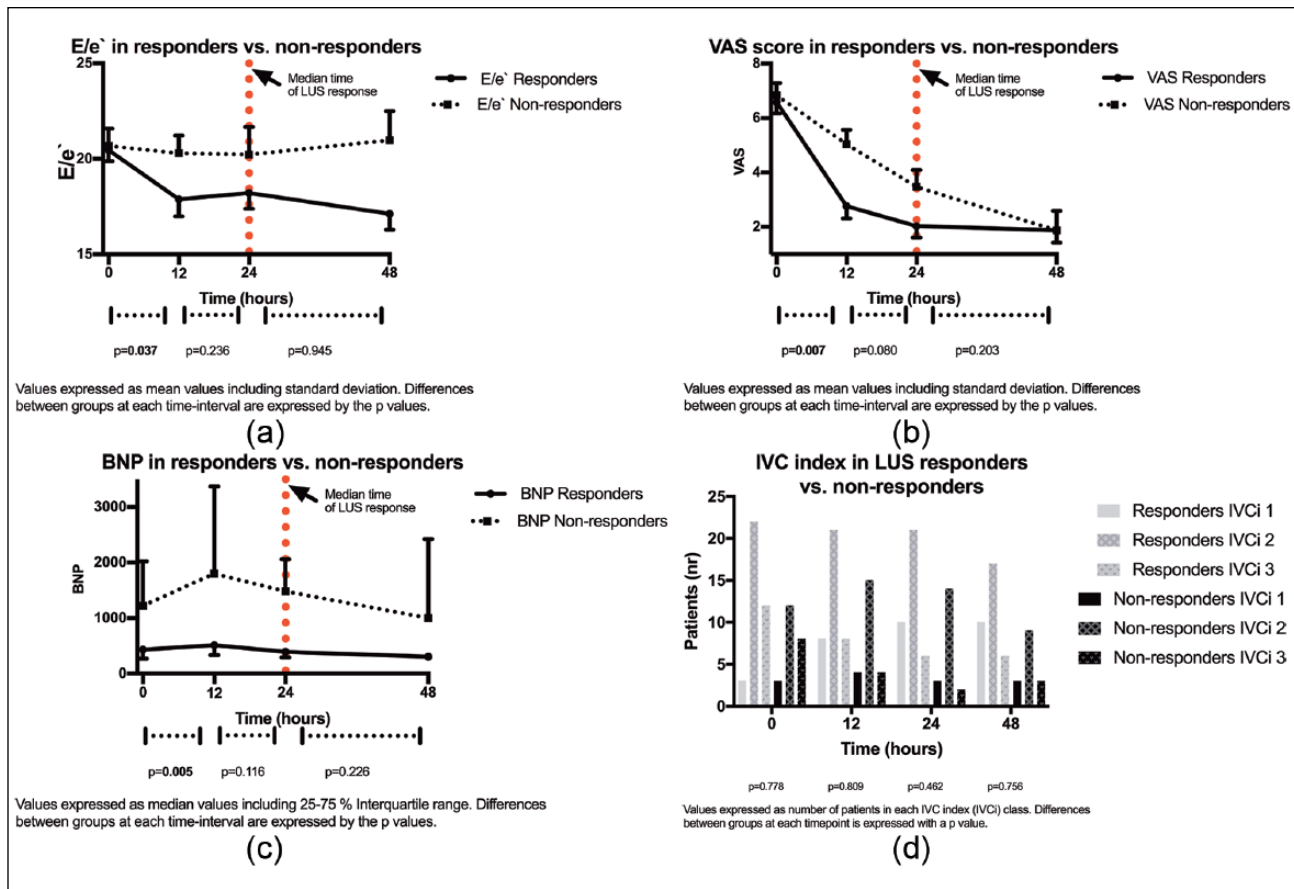 E/e` in responders vs. non-responders
25
20
15
E/e`
Median time
of LUS response
E/e` Responders
E/e` Non-responders
0 12 24 48
Time (hours)
p=0.037 p=0.236 p=0.945
Values expressed as mean values including standard deviation. Differences
between groups at each time-interval are expressed by the p values.
(a)
VAS score in responders vs. non-responders
8
6
4
2
VAS
Median time
of LUS response
VAS Responders
VAS Non-responders
0 12 24 48
Time (hours)
p=0.007 p=0.080 p=0.203
Values expressed as mean values including standard deviation. Differences
between groups at each time-interval are expressed by the p values.
(b)
BNP in responders vs. non-responders
3000
2000
1000
0
BNP
Median time
of LUS response
BNP Responders
BNP Non-responders
0 12 24 48
Time (hours)
p=0.005 p=0.116 p=0.226
Values expressed as median values including 25-75 % Interquartile range. Differences
between groups at each time-interval are expressed by the p values.
(c)
IVC index in LUS responders
vs. non-responders
25
20
15
10
5
0
Patients (nr)
Responders IVCi 1
Responders IVCi 2
Responders IVCi 3
Non-responders IVCi 1
Non-responders IVCi 2
Non-responders IVCi 3
0 12 24 48
Time (hours)
p=0.778 p=0.809 p=0.462 p=0.756
Values expressed as number of patients in each IVC index (IVCi) class. Differences
between groups at each timepoint is expressed with a p value.
(d)